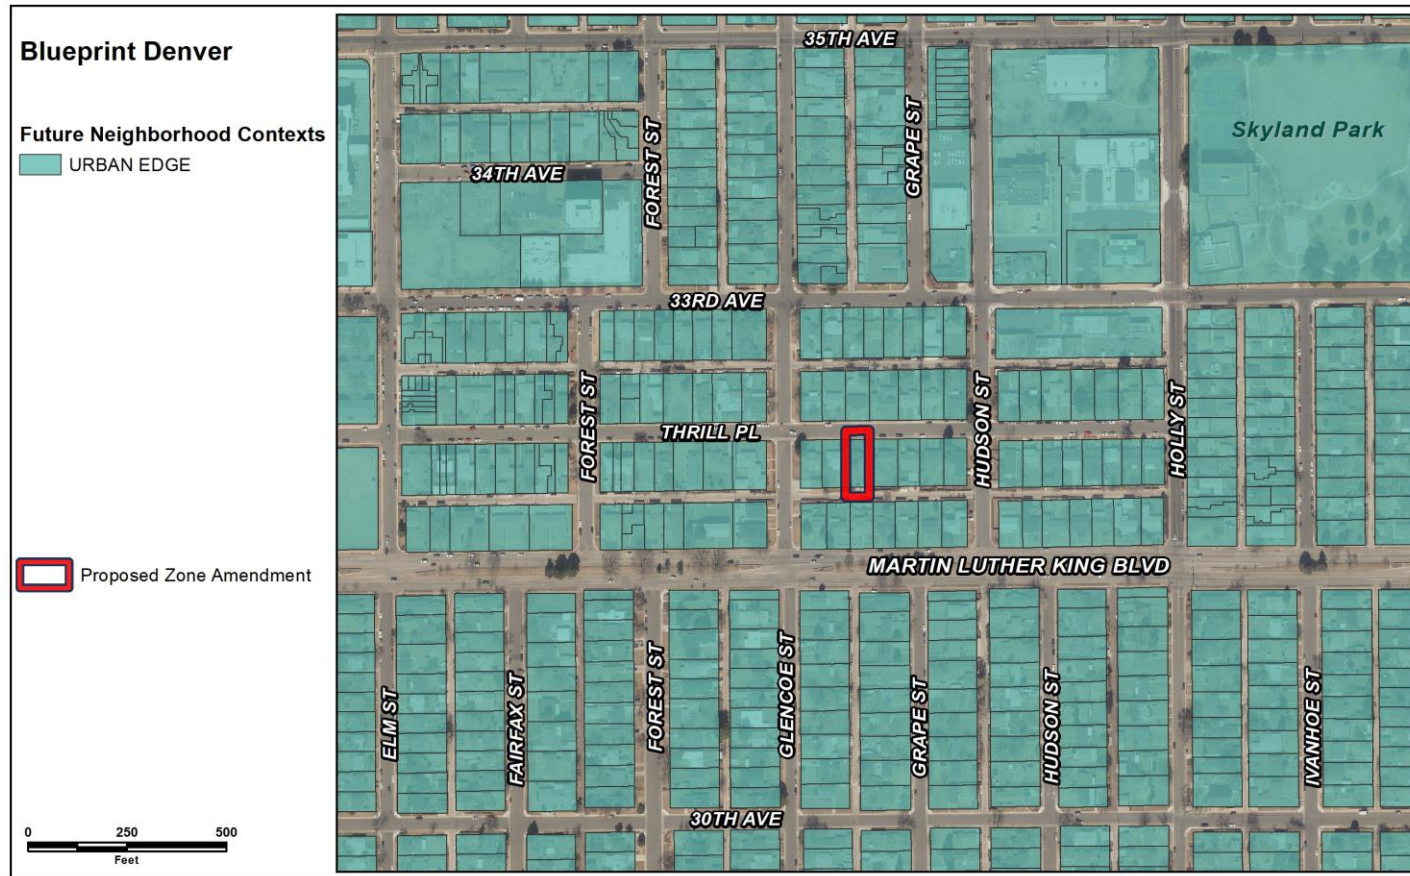 Blueprint Denver
Future Neighborhood Contexts
URBAN EDGE
Proposed Zone Amendment
0 250 500
Feet
35TH AVE
GRAPE ST
Skyland Park
FOREST ST
34TH AVE
33RD AVE
FOREST ST
THRILL PL
HUDSON ST
HOLLY ST
MARTIN LUTHER KING BLVD
ELM ST
FAIRFAX ST
FOREST ST
GLENCOE ST
GRAPE ST
HUDSON ST
IVANHOE ST
30TH AVE